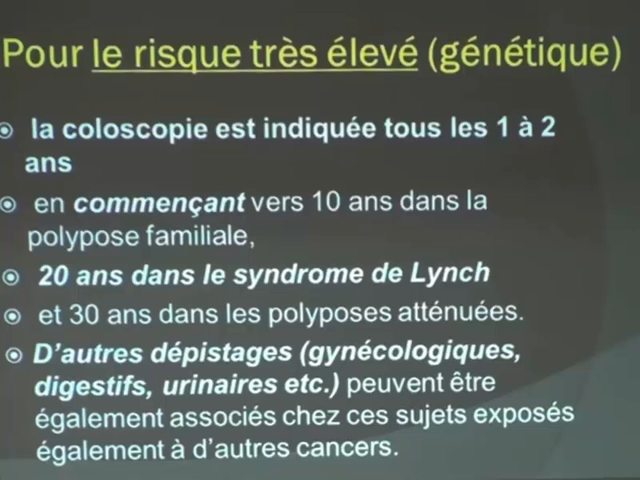 Pour le risque très élevé (génétique)
la coloscopie est indiquée tous les 1 à 2
ans
en commençant vers 10 ans dans la
polypose familiale,
20 ans dans le syndrome de Lynch
et 30 ans dans les polyposes atténuées.
D'autres dépistages (gynécologiques,
digestifs, urinaires etc.) peuvent être
également associés chez ces sujets exposés
également à d'autres cancers.